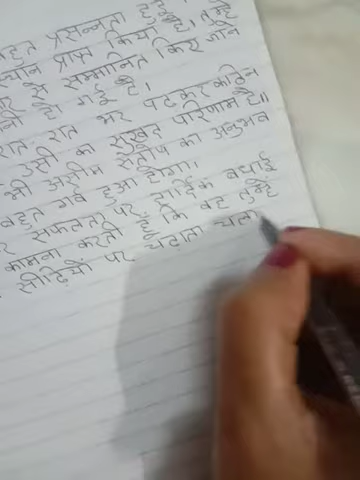 बहुत प्रसन्नता हुई
स्थान प्राप्त किया है। तुम्हें
से सम्मानित किए जाने
हो गई है।
रात रात भर पढ़कर कठिन
उसी का सुखद परिणाम है।।
भी असीम संतोष का अनुभव
बहुत गर्व हुआ होगा।
सफलता पर हार्दिक बधाई
कामना करती हूँ कि वह तुम्हें
सीढ़ियों पर चढ़ाता चला